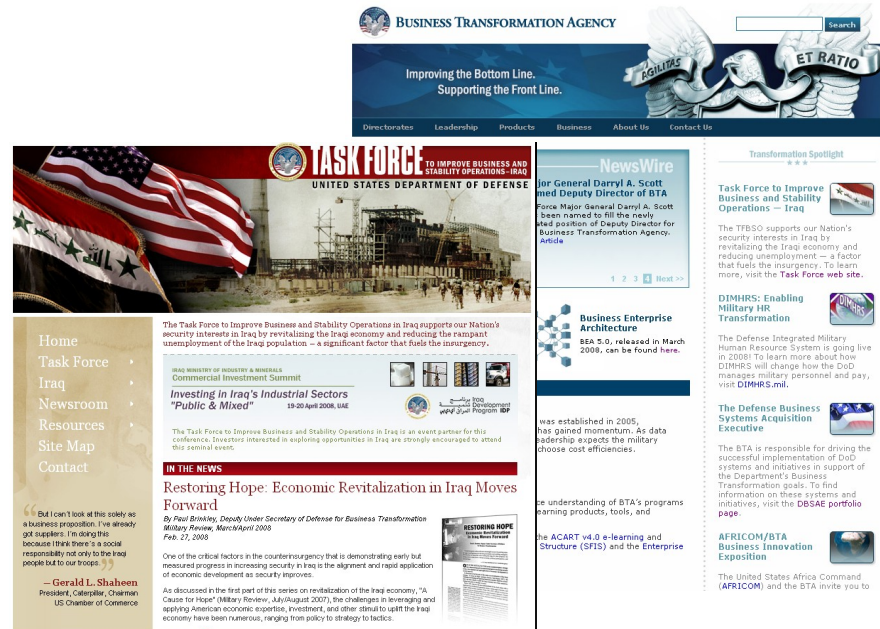 BUSINESS TRANSFORMATION AGENCY
Search
Improving the Bottom Line.
Supporting the Front Line.
AGILITAS
ET RATIO
Directorates Leadership Products Business About Us Contact Us
TASK FORCE TO IMPROVE BUSINESS AND
STABILITY OPERATIONS–IRAQ
UNITED STATES DEPARTMENT OF DEFENSE
Home
Task Force
Iraq
Newsroom
Resources
Site Map
Contact
“But I can't look at this solely as
a business proposition. I've already
got suppliers. I'm doing this
because I think there's a social
responsibility not only to the Iraqi
people but to our troops.”
— Gerald L. Shaheen
President, Caterpillar, Chairman
US Chamber of Commerce
The Task Force to Improve Business and Stability Operations in Iraq supports our Nation's
security interests in Iraq by revitalizing the Iraqi economy and reducing the rampant
unemployment of the Iraqi population – a significant factor that fuels the insurgency.
IRAQ MINISTRY OF INDUSTRY & MINERALS
Commercial Investment Summit
Investing in Iraq's Industrial Sectors
"Public & Mixed" 19-20 April 2008, UAE
Iraq
Development
Program IDP
برنامج
تنمية
العراق
The Task Force to Improve Business and Stability Operations in Iraq is an event partner for this
conference. Investors interested in exploring opportunities in Iraq are strongly encouraged to attend
this seminal event.
IN THE NEWS
Restoring Hope: Economic Revitalization in Iraq Moves
Forward
By Paul Brinkley, Deputy Under Secretary of Defense for Business Transformation
Military Review, March/April 2008
Feb. 27, 2008
RESTORING HOPE
One of the critical factors in the counterinsurgency that is demonstrating early but
measured progress in increasing security in Iraq is the alignment and rapid application
of economic development as security improves.
As discussed in the first part of this series on revitalization of the Iraqi economy, "A
Cause for Hope" (Military Review, July/August 2007), the challenges in leveraging and
applying American economic expertise, investment, and other stimuli to uplift the Iraqi
economy have been numerous, ranging from policy to strategy to tactics.
NewsWire
jor General Darryl A. Scott
med Deputy Director of BTA
Force Major General Darryl A. Scott
been named to fill the newly
ated position of Deputy Director for
Business Transformation Agency.
Article
1 2 3 4 Next >>
Business Enterprise
Architecture
BEA 5.0, released in March
2008, can be found here.
was established in 2005,
has gained momentum. As data
eadership expects the military
choose cost efficiencies.
ce understanding of BTA's programs
earning products, tools, and
he ACART v4.0 e-learning and
Structure (SFIS) and the Enterprise
Transformation Spotlight
Task Force to Improve
Business and Stability
Operations — Iraq
The TFBSO supports our Nation's
security interests in Iraq by
revitalizing the Iraqi economy and
reducing unemployment — a factor
that fuels the insurgency. To learn
more, visit the Task Force web site.
DIMHRS: Enabling
Military HR
Transformation
DIMHRS
The Defense Integrated Military
Human Resource System is going live
in 2008! To learn more about how
DIMHRS will change how the DoD
manages military personnel and pay,
visit DIMHRS.mil.
The Defense Business
Systems Acquisition
Executive
The BTA is responsible for driving the
successful implementation of DoD
systems and initiatives in support of
the Department's Business
Transformation goals. To find
information on these systems and
initiatives, visit the DBSAE portfolio
page.
AFRICOM/BTA
Business Innovation
Exposition
The United States Africa Command
(AFRICOM) and the BTA invite you to